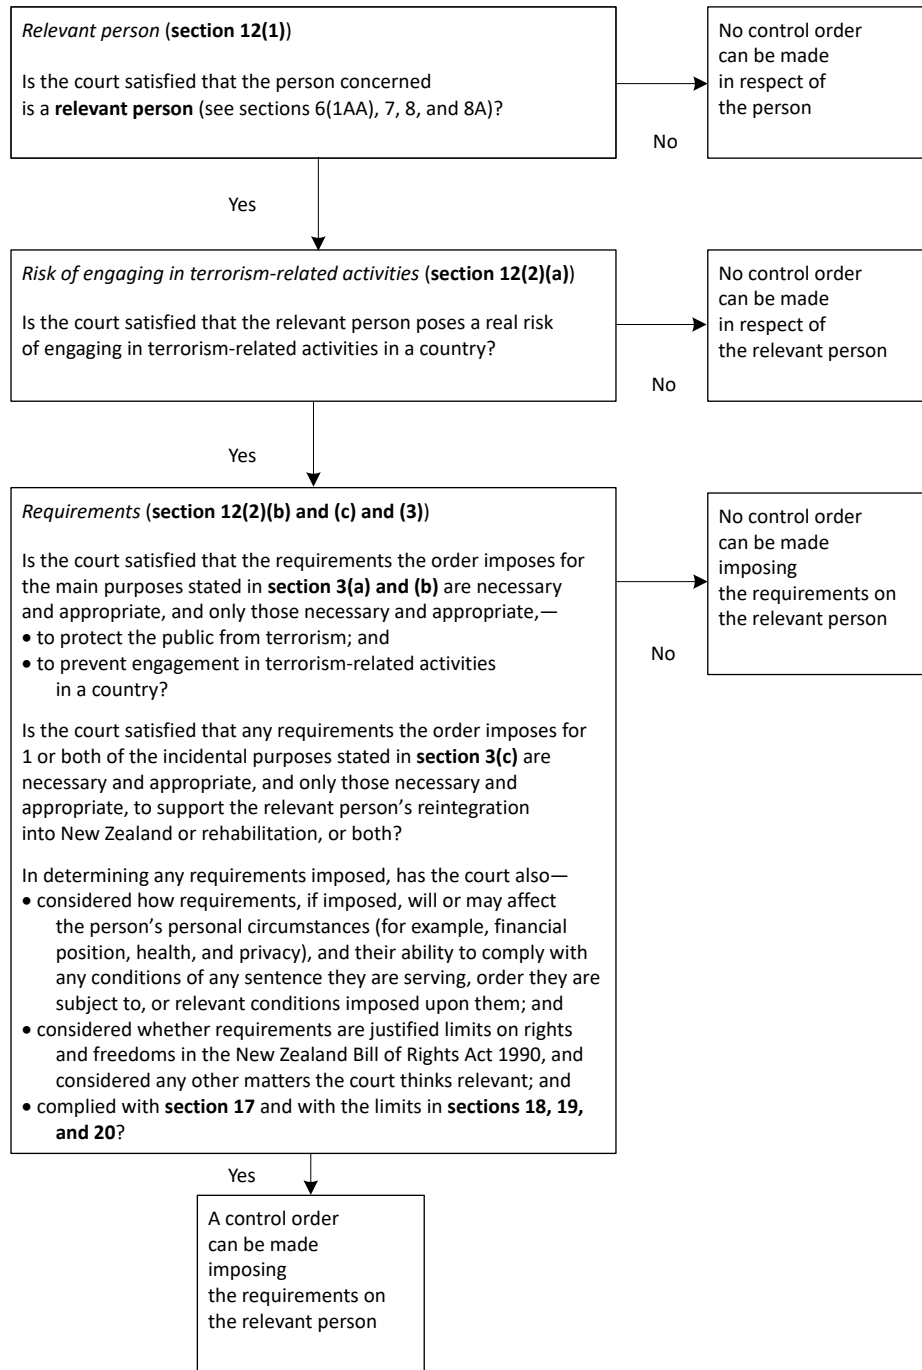 Relevant person (section 12(1))
Is the court satisfied that the person concerned
is a relevant person (see sections 6(1AA), 7, 8, and 8A)?
No control order
can be made
in respect of
the person
No
Yes
Risk of engaging in terrorism-related activities (section 12(2)(a))
Is the court satisfied that the relevant person poses a real risk
of engaging in terrorism-related activities in a country?
No control order
can be made
in respect of
the relevant person
No
Yes
Requirements (section 12(2)(b) and (c) and (3))
Is the court satisfied that the requirements the order imposes for
the main purposes stated in section 3(a) and (b) are necessary
and appropriate, and only those necessary and appropriate,—
• to protect the public from terrorism; and
• to prevent engagement in terrorism-related activities
in a country?
Is the court satisfied that any requirements the order imposes for
1 or both of the incidental purposes stated in section 3(c) are
necessary and appropriate, and only those necessary and
appropriate, to support the relevant person's reintegration
into New Zealand or rehabilitation, or both?
In determining any requirements imposed, has the court also—
• considered how requirements, if imposed, will or may affect
the person's personal circumstances (for example, financial
position, health, and privacy), and their ability to comply with
any conditions of any sentence they are serving, order they are
subject to, or relevant conditions imposed upon them; and
• considered whether requirements are justified limits on rights
and freedoms in the New Zealand Bill of Rights Act 1990, and
considered any other matters the court thinks relevant; and
• complied with section 17 and with the limits in sections 18, 19,
and 20?
No control order
can be made
imposing
the requirements on
the relevant person
No
Yes
A control order
can be made
imposing
the requirements on
the relevant person